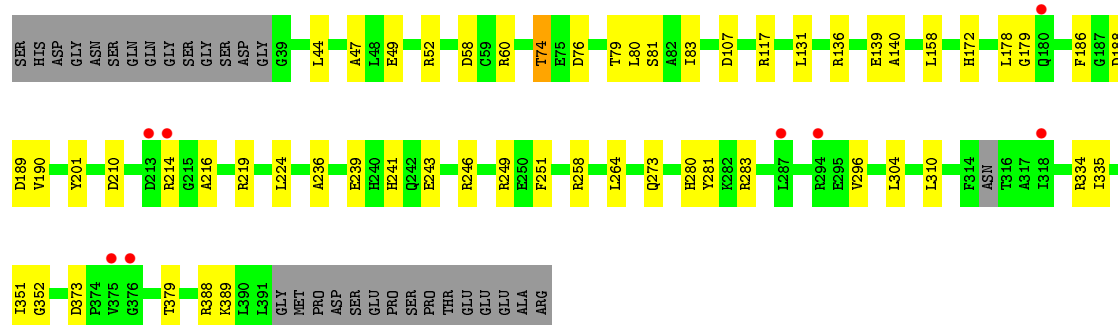 SER HIS ASP GLY ASN SER GLN GLN GLY SER GLY SER ASP GLY G39 L44 A47 L48 E49 R52 D58 C59 R60 T74 E75 D76 T79 L80 S81 A82 I83 D107 R117 L131 R136 E139 A140 L158 H172 L178 G179 Q180 F186 G187 D188
D189 V190 Y201 D210 D213 R214 G215 A216 R219 L224 A236 E239 H240 H241 Q242 E243 R246 R249 E250 F251 R258 L264 Q273 H280 Y281 K282 R283 L287 R294 E295 V296 L304 L310 F314 ASN T316 A317 I318 R334 I335
I351 G352 D373 P374 V375 G376 T379 R388 K389 L390 L391 GLY MET PRO ASP SER GLU PRO SER PRO THR GLU GLU GLU ALA ARG